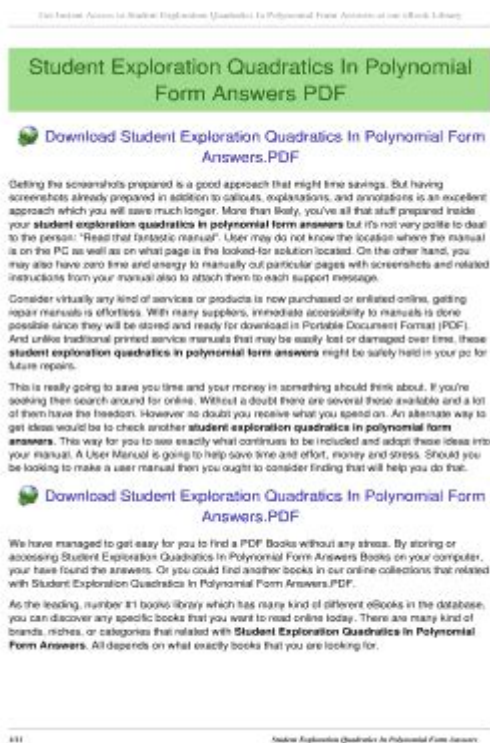 Get Instant Access to Student Exploration Quadratics In Polynomial Form Answers at our eBook Library
Student Exploration Quadratics In Polynomial
Form Answers PDF
Download Student Exploration Quadratics In Polynomial Form
Answers.PDF
Getting the screenshots prepared is a good approach that might time savings. But having
screenshots already prepared in addition to callouts, explanations, and annotations is an excellent
approach which you will save much longer. More than likely, you've all that stuff prepared inside
your student exploration quadratics in polynomial form answers but it's not very polite to deal
to the person: "Read that fantastic manual". User may do not know the location where the manual
is on the PC as well as on what page is the looked-for solution located. On the other hand, you
may also have zero time and energy to manually cut particular pages with screenshots and related
instructions from your manual also to attach them to each support message.
Consider virtually any kind of services or products is now purchased or enlisted online, getting
repair manuals is effortless. With many suppliers, immediate accessibility to manuals is done
possible since they will be stored and ready for download in Portable Document Format (PDF).
And unlike traditional printed service manuals that may be easily lost or damaged over time, these
student exploration quadratics in polynomial form answers might be safely held in your pc for
future repairs.
This is really going to save you time and your money in something should think about. If you're
seeking then search around for online. Without a doubt there are several these available and a lot
of them have the freedom. However no doubt you receive what you spend on. An alternate way to
get ideas would be to check another student exploration quadratics in polynomial form
answers. This way for you to see exactly what continues to be included and adopt these ideas into
your manual. A User Manual is going to help save time and effort, money and stress. Should you
be looking to make a user manual then you ought to consider finding that will help you do that.
Download Student Exploration Quadratics In Polynomial Form
Answers.PDF
We have managed to get easy for you to find a PDF Books without any stress. By storing or
accessing Student Exploration Quadratics In Polynomial Form Answers Books on your computer,
your have found the answers. Or you could find another books in our online collections that related
with Student Exploration Quadratics In Polynomial Form Answers.PDF.
As the leading, number #1 books library which has many kind of different eBooks in the database,
you can discover any specific books that you want to read online today. There are many kind of
brands, niches, or categories that related with Student Exploration Quadratics In Polynomial
Form Answers. All depends on what exactly books that you are looking for.
Student Exploration Quadratics In Polynomial Form Answers